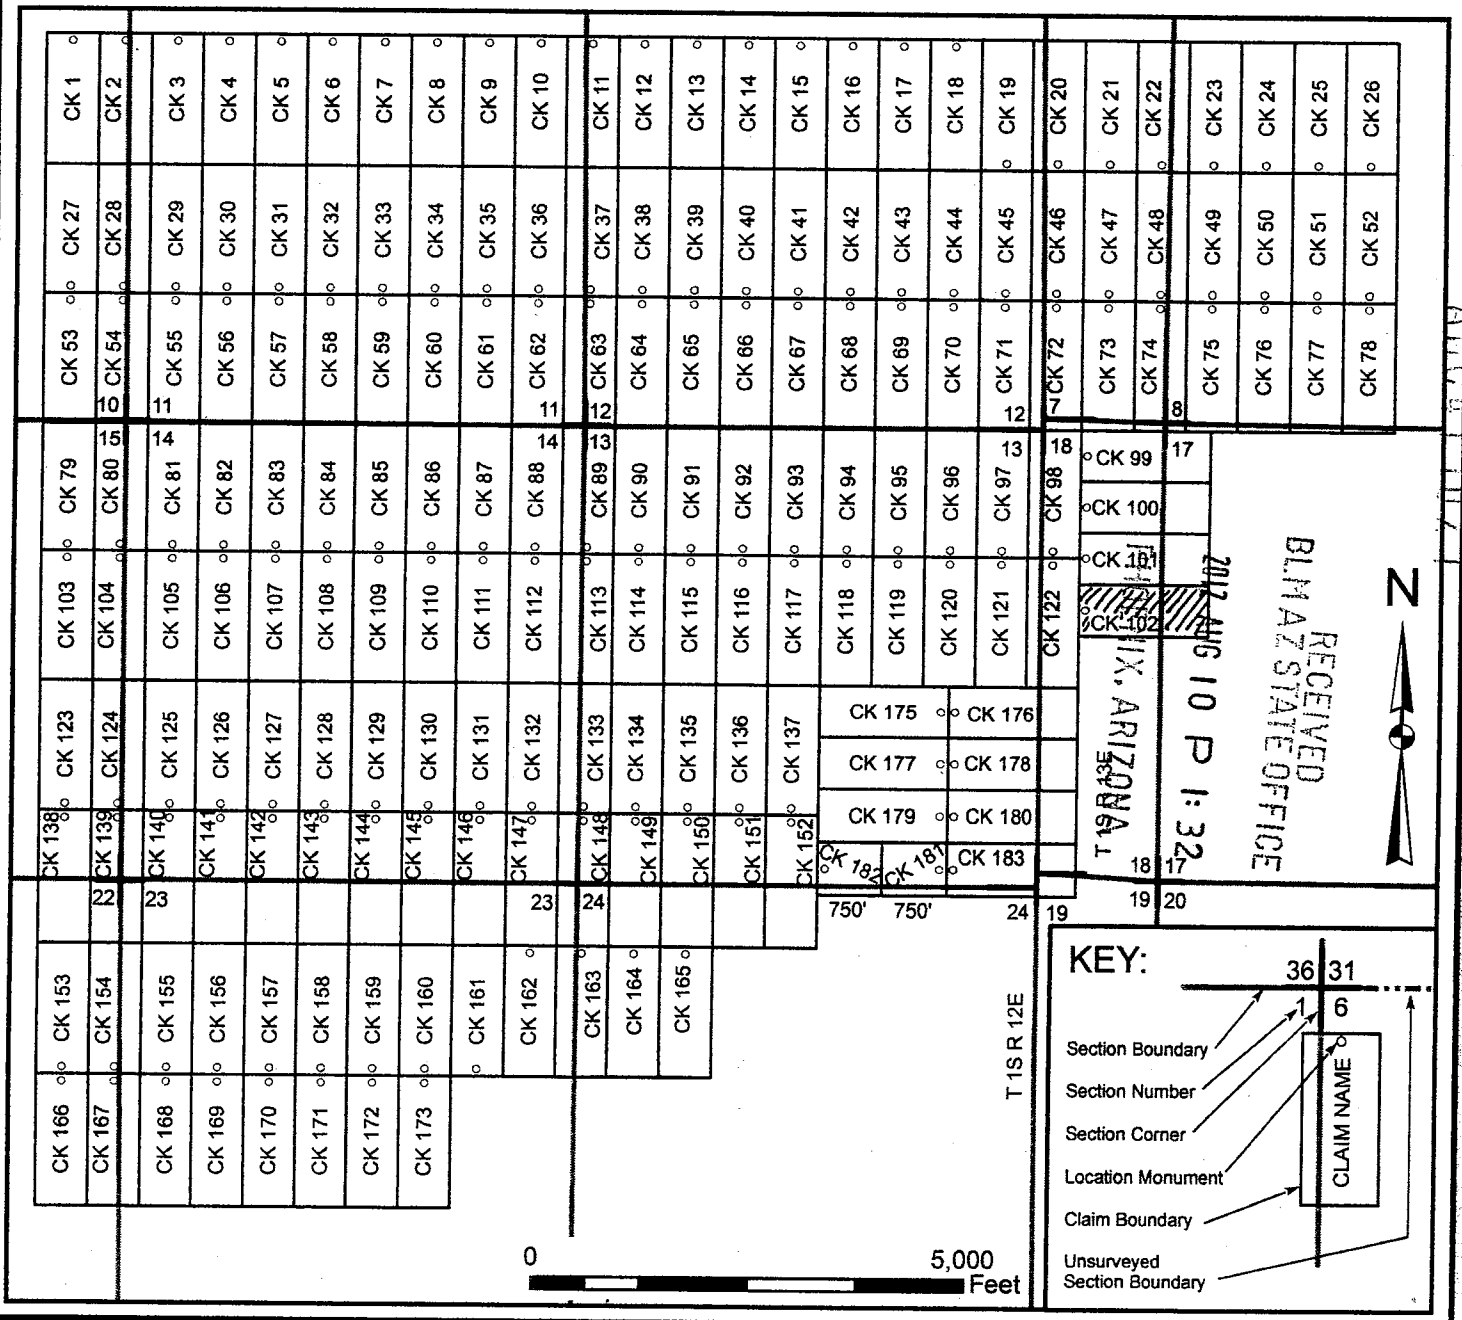 CK 1 CK 2 CK 3 CK 4 CK 5 CK 6 CK 7 CK 8 CK 9 CK 10 CK 11 CK 12 CK 13 CK 14 CK 15 CK 16 CK 17 CK 18 CK 19 CK 20 CK 21 CK 22 CK 23 CK 24 CK 25 CK 26
CK 27 CK 28 CK 29 CK 30 CK 31 CK 32 CK 33 CK 34 CK 35 CK 36 CK 37 CK 38 CK 39 CK 40 CK 41 CK 42 CK 43 CK 44 CK 45 CK 46 CK 47 CK 48 CK 49 CK 50 CK 51 CK 52
CK 53 CK 54 CK 55 CK 56 CK 57 CK 58 CK 59 CK 60 CK 61 CK 62 CK 63 CK 64 CK 65 CK 66 CK 67 CK 68 CK 69 CK 70 CK 71 CK 72 CK 73 CK 74 CK 75 CK 76 CK 77 CK 78
10 11 11 12 12 7 8
15 14 14 13 13 18 17
CK 79 CK 80 CK 81 CK 82 CK 83 CK 84 CK 85 CK 86 CK 87 CK 88 CK 89 CK 90 CK 91 CK 92 CK 93 CK 94 CK 95 CK 96 CK 97 CK 98
CK 99
CK 100
CK 101
CK 102
CK 103 CK 104 CK 105 CK 106 CK 107 CK 108 CK 109 CK 110 CK 111 CK 112 CK 113 CK 114 CK 115 CK 116 CK 117 CK 118 CK 119 CK 120 CK 121 CK 122
CK 123 CK 124 CK 125 CK 126 CK 127 CK 128 CK 129 CK 130 CK 131 CK 132 CK 133 CK 134 CK 135 CK 136 CK 137
CK 175 CK 176
CK 177 CK 178
CK 179 CK 180
CK 182 CK 181 CK 183
CK 138 CK 139 CK 140 CK 141 CK 142 CK 143 CK 144 CK 145 CK 146 CK 147 CK 148 CK 149 CK 150 CK 151 CK 152
18 17
22 23 23 24 24 19 19 20
750' 750'
CK 153 CK 154 CK 155 CK 156 CK 157 CK 158 CK 159 CK 160 CK 161 CK 162 CK 163 CK 164 CK 165
CK 166 CK 167 CK 168 CK 169 CK 170 CK 171 CK 172 CK 173
T 1S R 12E
T 1S R 13E
ARIZONA
2012 AUG 10 P 1:32
RECEIVED
BLM AZ STATE OFFICE
N
KEY:
36 31
1 6
Section Boundary
Section Number
Section Corner
Location Monument
Claim Boundary
Unsurveyed
Section Boundary
CLAIM NAME
0 5,000
Feet